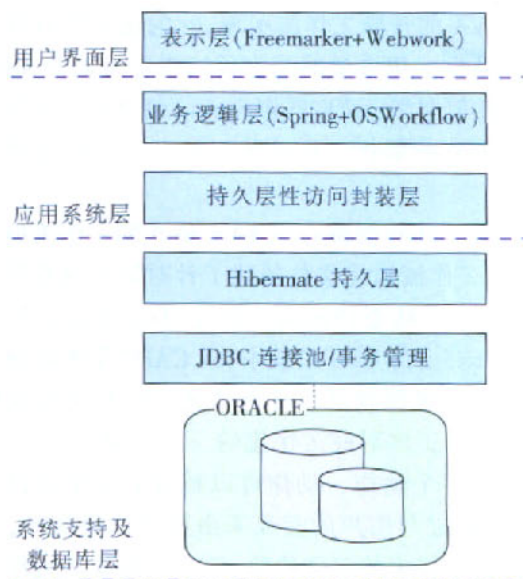 表示层(Freemarker+Webwork)
用户界面层
业务逻辑层(Spring+OSWorkflow)
持久层性访问封装层
应用系统层
Hibermate 持久层
JDBC 连接池/事务管理
ORACLE
系统支持及
数据库层